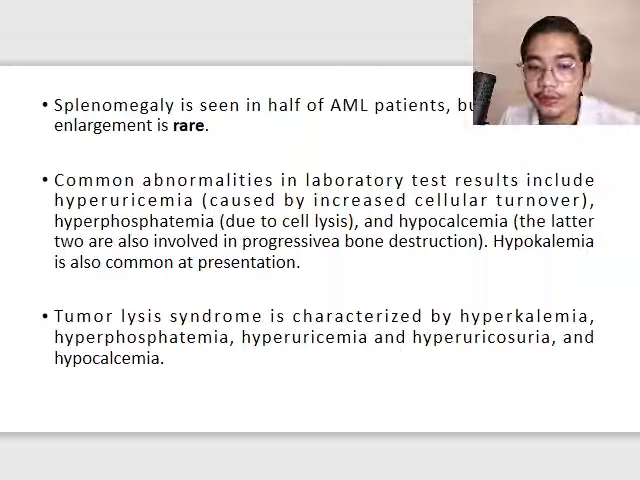 • Splenomegaly is seen in half of AML patients, bu
enlargement is rare.
• Common abnormalities in laboratory test results include
hyperuricemia (caused by increased cellular turnover),
hyperphosphatemia (due to cell lysis), and hypocalcemia (the latter
two are also involved in progressivea bone destruction). Hypokalemia
is also common at presentation.
• Tumor lysis syndrome is characterized by hyperkalemia,
hyperphosphatemia, hyperuricemia and hyperuricosuria, and
hypocalcemia.